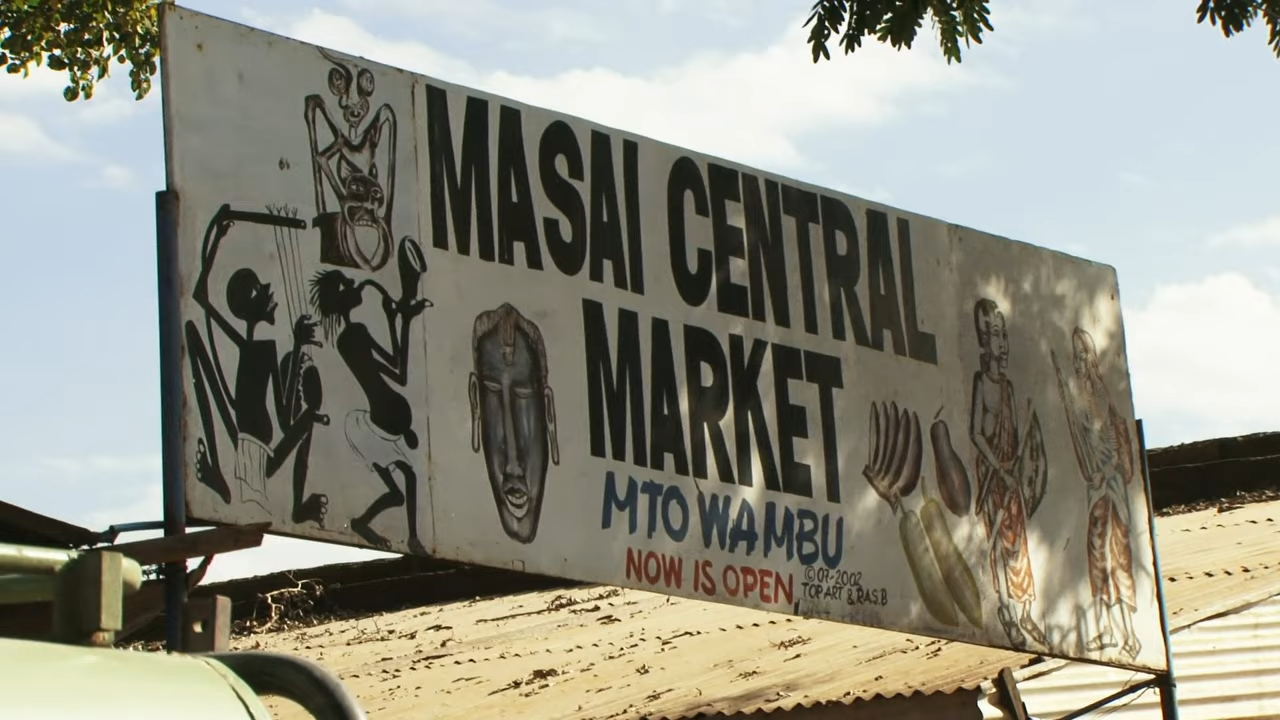 MASAI CENTRAL
MARKET
MTO WAMBU
NOW IS OPEN
©07-2002
TOP ART & RAS.B